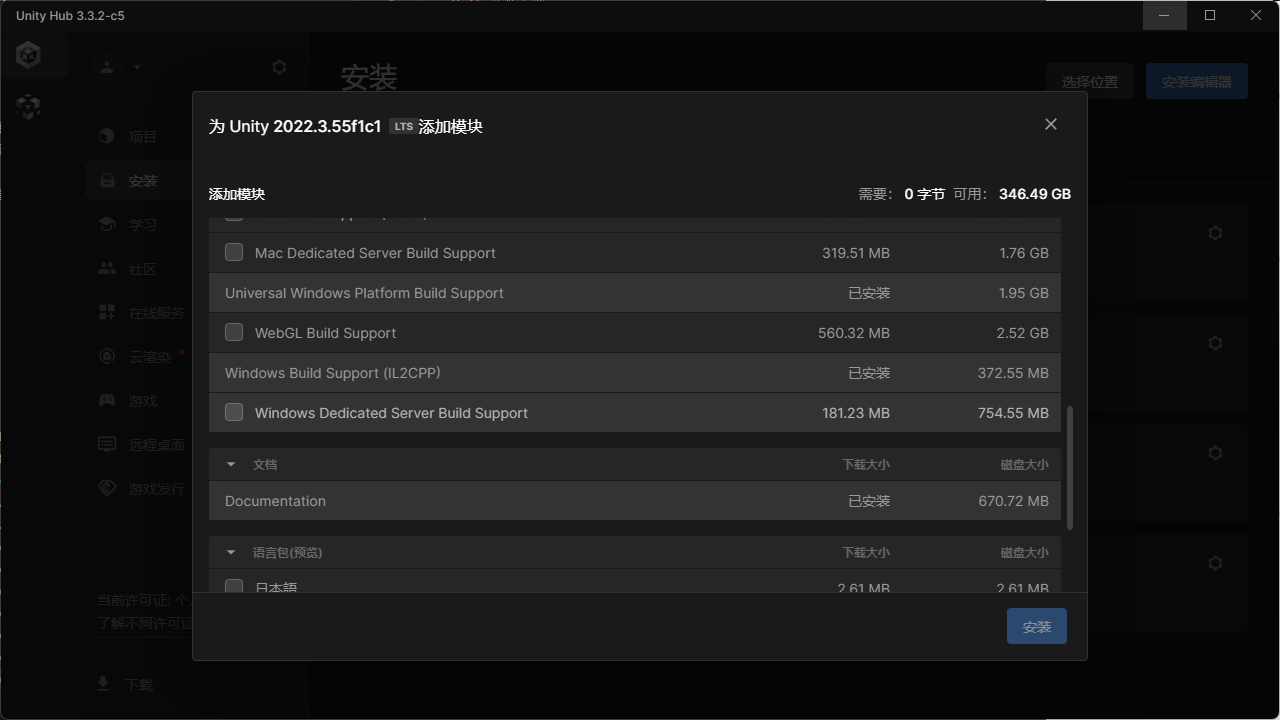 Unity Hub 3.3.2-c5
安装
选择位置
安装编辑器
项目
安装
学习
社区
在线服务
云渲染
游戏
远程桌面
游戏发行
当前许可证: 个
了解不同许可证
下载
为 Unity 2022.3.55f1c1 LTS 添加模块
添加模块 需要: 0 字节 可用: 346.49 GB
Mac Dedicated Server Build Support 319.51 MB 1.76 GB
Universal Windows Platform Build Support 已安装 1.95 GB
WebGL Build Support 560.32 MB 2.52 GB
Windows Build Support (IL2CPP) 已安装 372.55 MB
Windows Dedicated Server Build Support 181.23 MB 754.55 MB
文档 下载大小 磁盘大小
Documentation 已安装 670.72 MB
语言包(预览) 下载大小 磁盘大小
日本語 2.61 MB 2.61 MB
安装